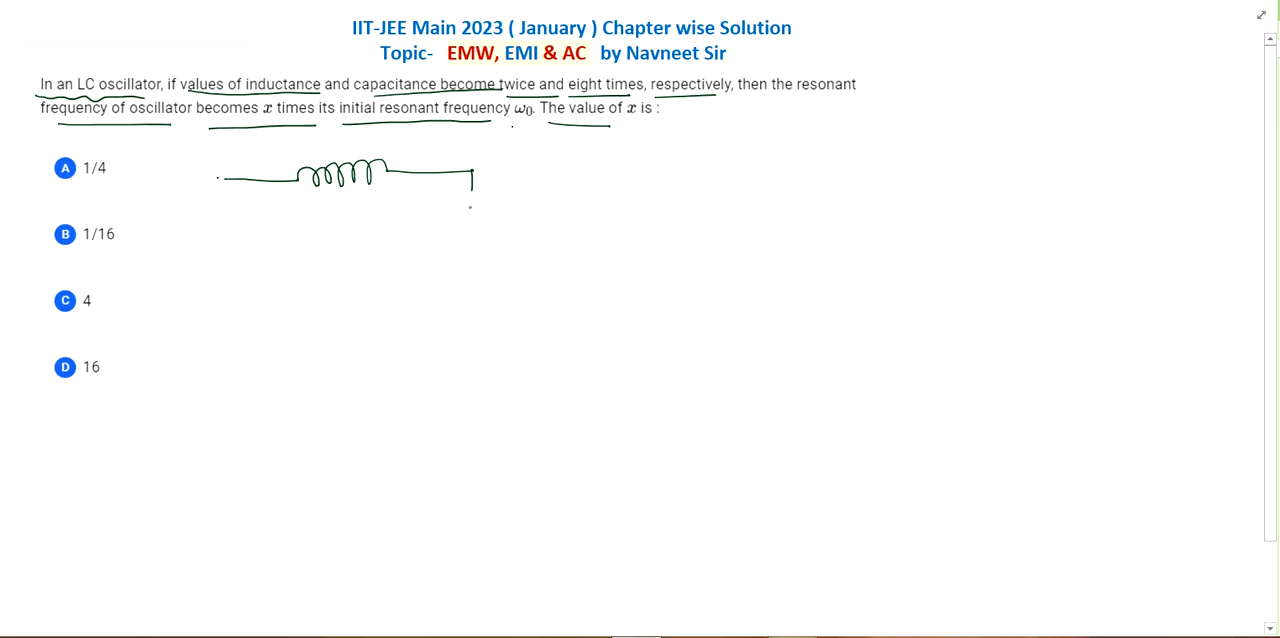 IIT-JEE Main 2023 ( January ) Chapter wise Solution
Topic- EMW, EMI & AC by Navneet Sir
In an LC oscillator, if values of inductance and capacitance become twice and eight times, respectively, then the resonant
frequency of oscillator becomes x times its initial resonant frequency ω₀. The value of x is :
A 1/4
B 1/16
C 4
D 16